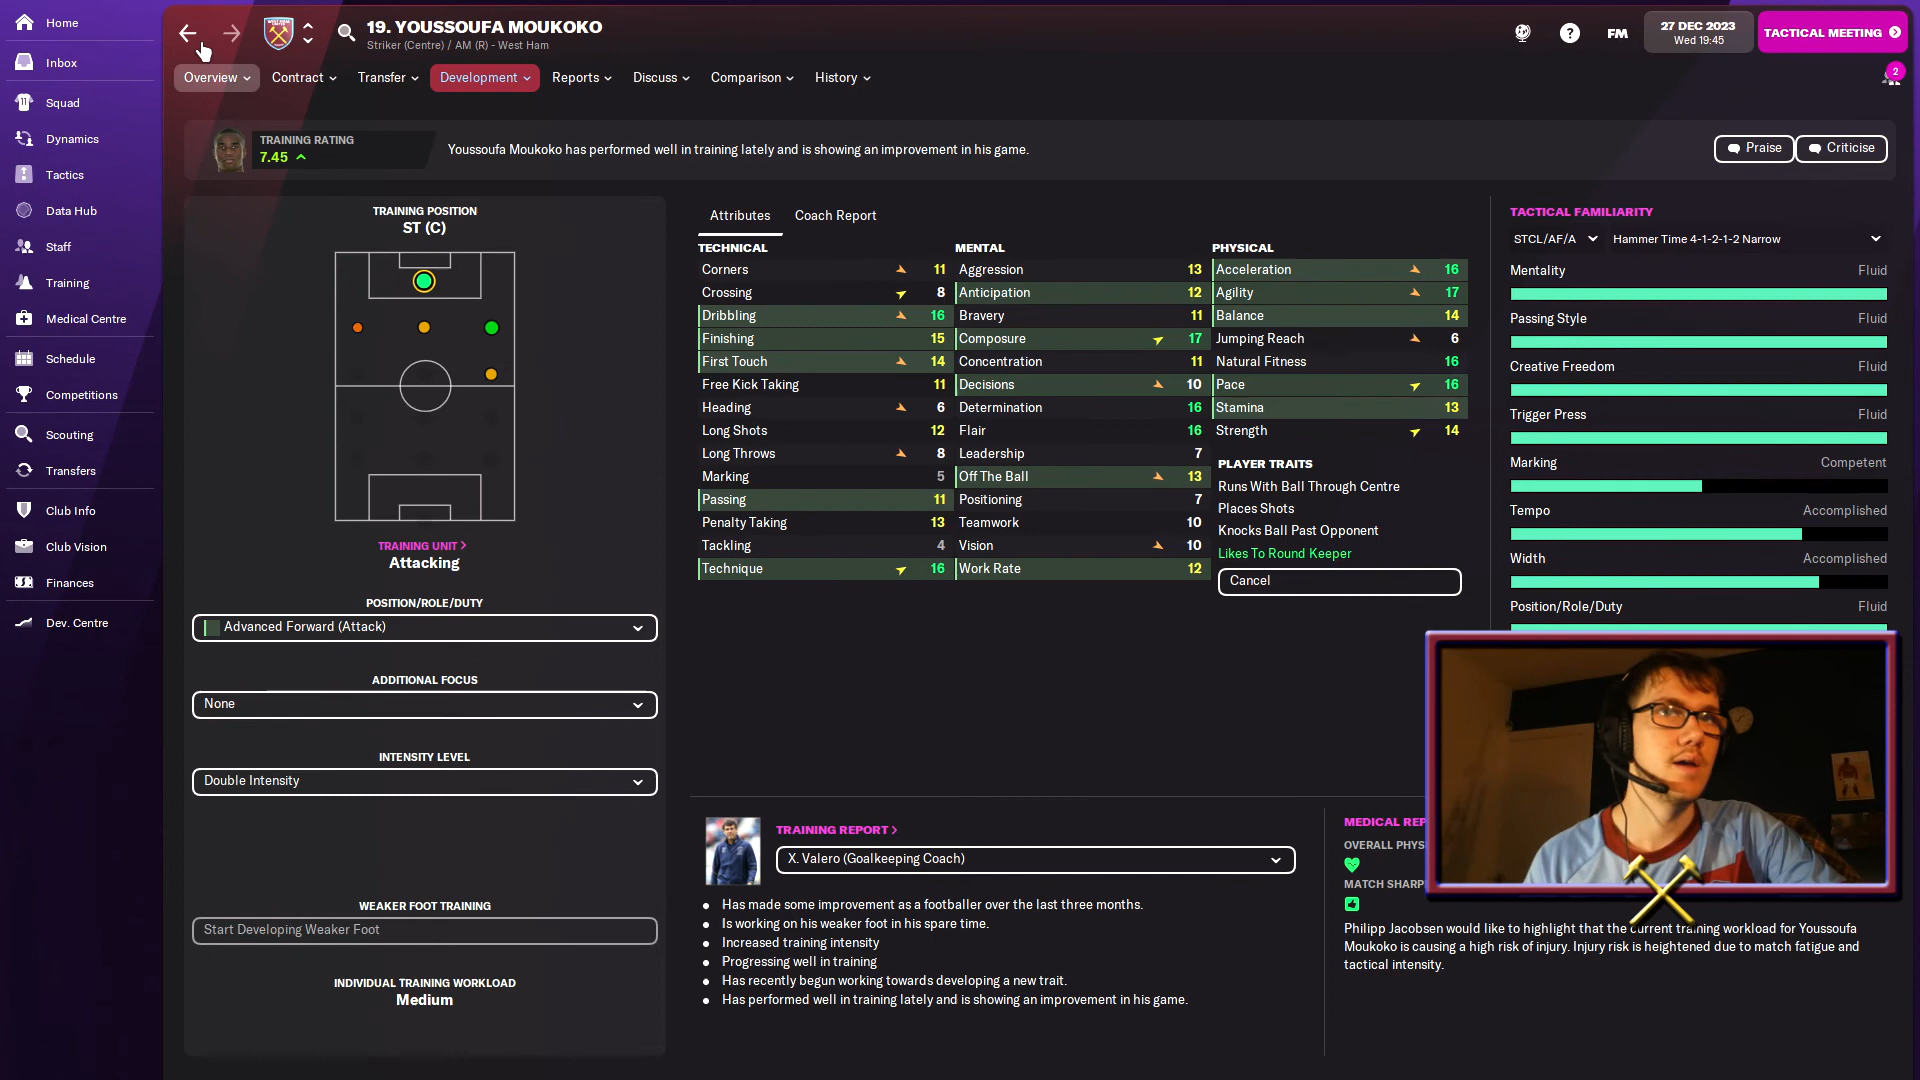 Home
Inbox
Squad
Dynamics
Tactics
Data Hub
Staff
Training
Medical Centre
Schedule
Competitions
Scouting
Transfers
Club Info
Club Vision
Finances
Dev. Centre
19. YOUSSOUFA MOUKOKO
Striker (Centre) / AM (R) - West Ham
FM
27 DEC 2023
Wed 19:45
TACTICAL MEETING
2
Overview Contract Transfer Development Reports Discuss Comparison History
TRAINING RATING
7.45
Youssoufa Moukoko has performed well in training lately and is showing an improvement in his game.
Praise Criticise
TRAINING POSITION
ST (C)
TRAINING UNIT >
Attacking
POSITION/ROLE/DUTY
Advanced Forward (Attack)
ADDITIONAL FOCUS
None
INTENSITY LEVEL
Double Intensity
WEAKER FOOT TRAINING
Start Developing Weaker Foot
INDIVIDUAL TRAINING WORKLOAD
Medium
Attributes Coach Report
TECHNICAL
Corners 11
Crossing 8
Dribbling 16
Finishing 15
First Touch 14
Free Kick Taking 11
Heading 6
Long Shots 12
Long Throws 8
Marking 5
Passing 11
Penalty Taking 13
Tackling 4
Technique 16
MENTAL
Aggression 13
Anticipation 12
Bravery 11
Composure 17
Concentration 11
Decisions 10
Determination 16
Flair 16
Leadership 7
Off The Ball 13
Positioning 7
Teamwork 10
Vision 10
Work Rate 12
PHYSICAL
Acceleration 16
Agility 17
Balance 14
Jumping Reach 6
Natural Fitness 16
Pace 16
Stamina 13
Strength 14
PLAYER TRAITS
Runs With Ball Through Centre
Places Shots
Knocks Ball Past Opponent
Likes To Round Keeper
Cancel
TACTICAL FAMILIARITY
STCL/AF/A Hammer Time 4-1-2-1-2 Narrow
Mentality Fluid
Passing Style Fluid
Creative Freedom Fluid
Trigger Press Fluid
Marking Competent
Tempo Accomplished
Width Accomplished
Position/Role/Duty Fluid
TRAINING REPORT >
X. Valero (Goalkeeping Coach)
Has made some improvement as a footballer over the last three months.
Is working on his weaker foot in his spare time.
Increased training intensity
Progressing well in training
Has recently begun working towards developing a new trait.
Has performed well in training lately and is showing an improvement in his game.
MEDICAL REP
OVERALL PHYS
MATCH SHARP
Philipp Jacobsen would like to highlight that the current training workload for Youssoufa
Moukoko is causing a high risk of injury. Injury risk is heightened due to match fatigue and
tactical intensity.